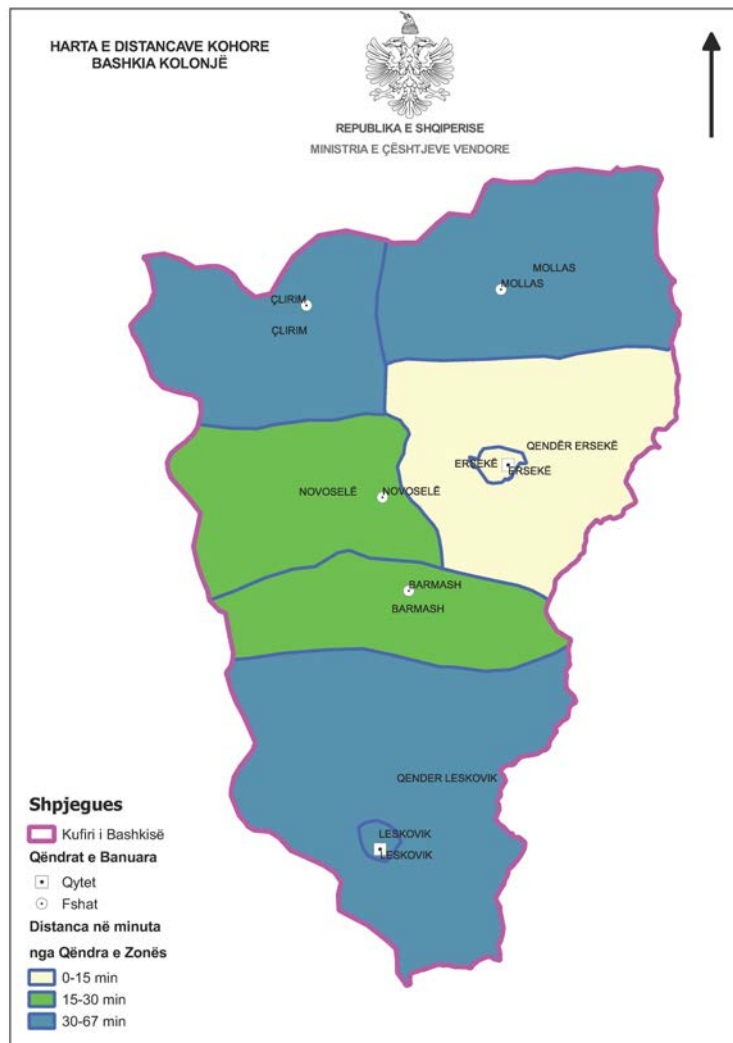 HARTA E DISTANCAVE KOHORE
BASHKIA KOLONJË
REPUBLIKA E SHQIPERISE
MINISTRIA E ÇËSHTJEVE VENDORE
MOLLAS
MOLLAS
ÇLIRIM
ÇLIRIM
QENDËR ERSEKË
ERSEKË
ERSEKË
NOVOSELË
NOVOSELË
BARMASH
BARMASH
QENDER LESKOVIK
LESKOVIK
LESKOVIK
Shpjegues
Kufiri i Bashkisë
Qëndrat e Banuara
Qytet
Fshat
Distanca në minuta
nga Qëndra e Zonës
0-15 min
15-30 min
30-67 min